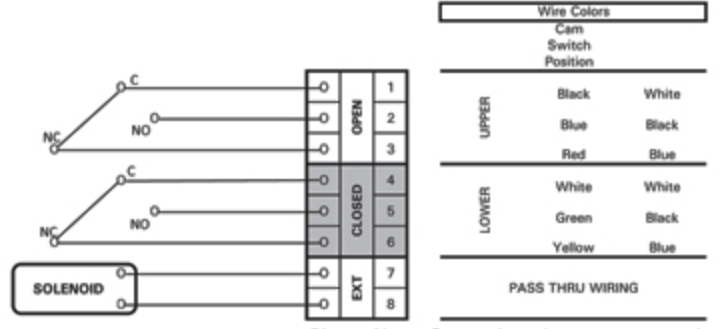 Wire Colors
Cam
Switch
Position
C
NO
NC
OPEN
1
2
3
UPPER
Black White
Blue Black
Red Blue
C
NO
NC
CLOSED
4
5
6
LOWER
White White
Green Black
Yellow Blue
SOLENOID
EXT
7
8
PASS THRU WIRING